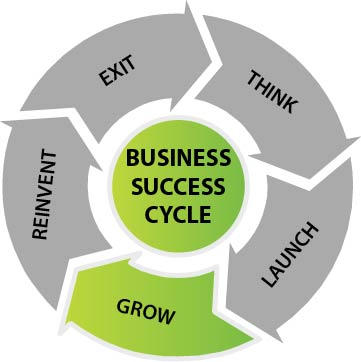 BUSINESS
SUCCESS
CYCLE
THINK
LAUNCH
GROW
REINVENT
EXIT